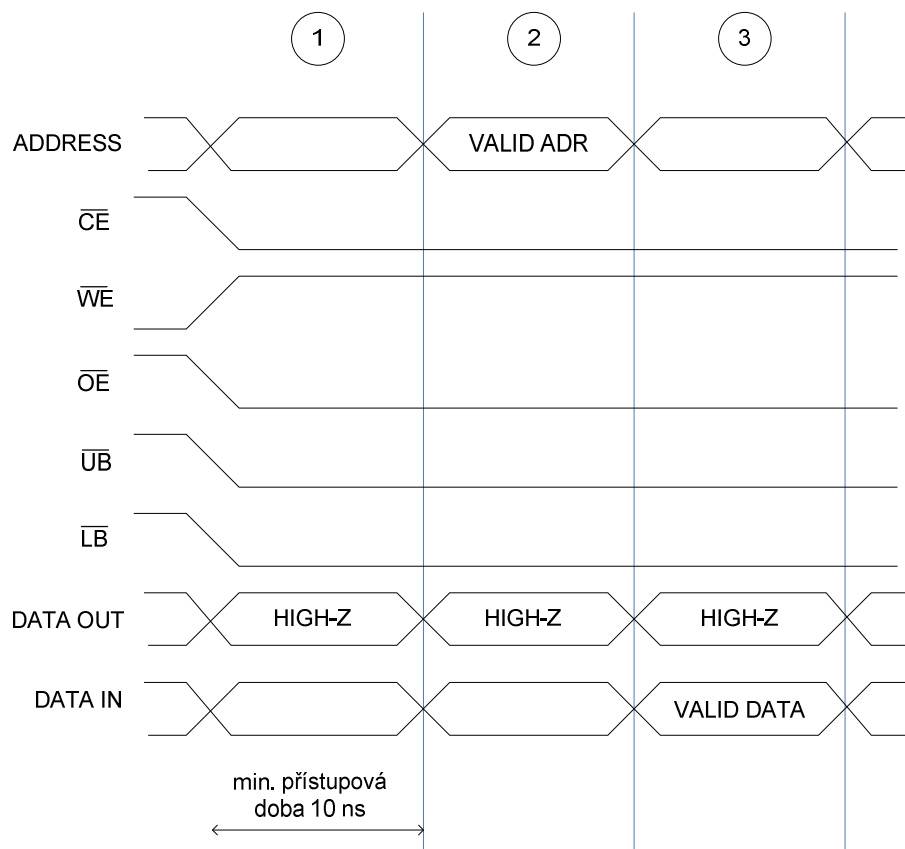 1
2
3
ADDRESS
VALID ADR
CE
WE
OE
UB
LB
DATA OUT
HIGH-Z
HIGH-Z
HIGH-Z
DATA IN
VALID DATA
min. přístupová
doba 10 ns